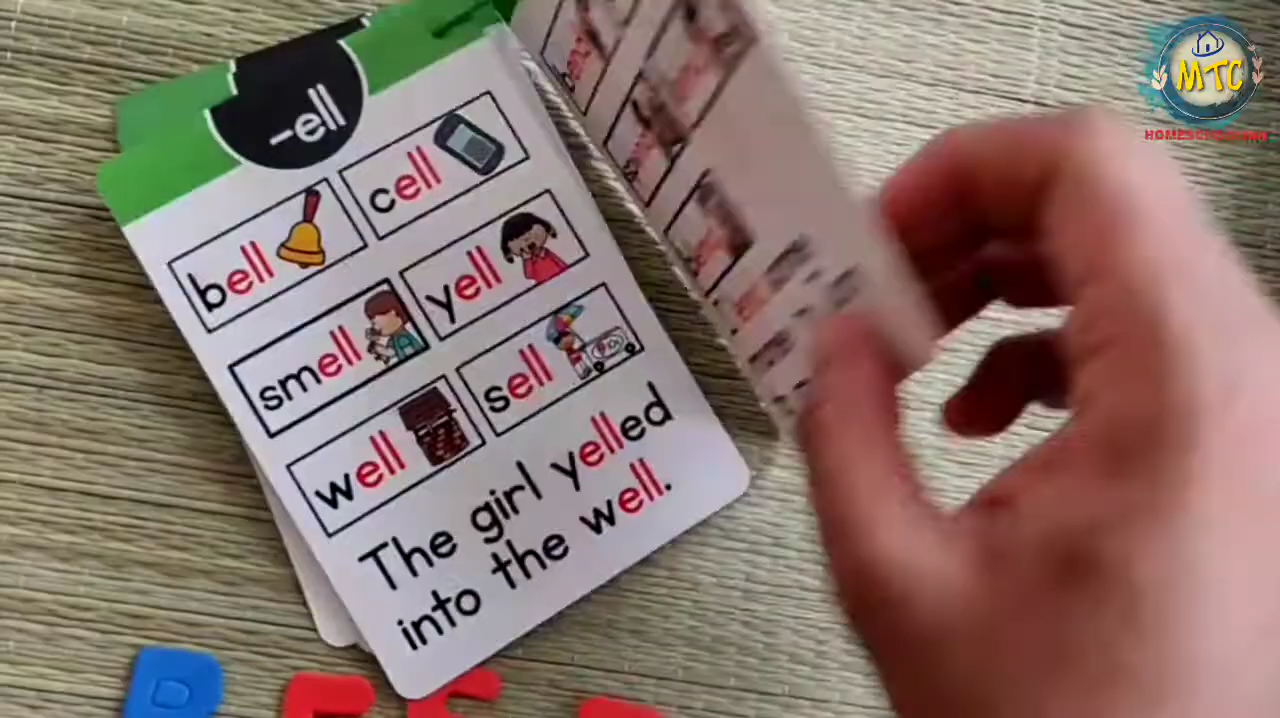 -ell
bell
cell
smell
yell
well
sell
The girl yelled
into the well.
MTC